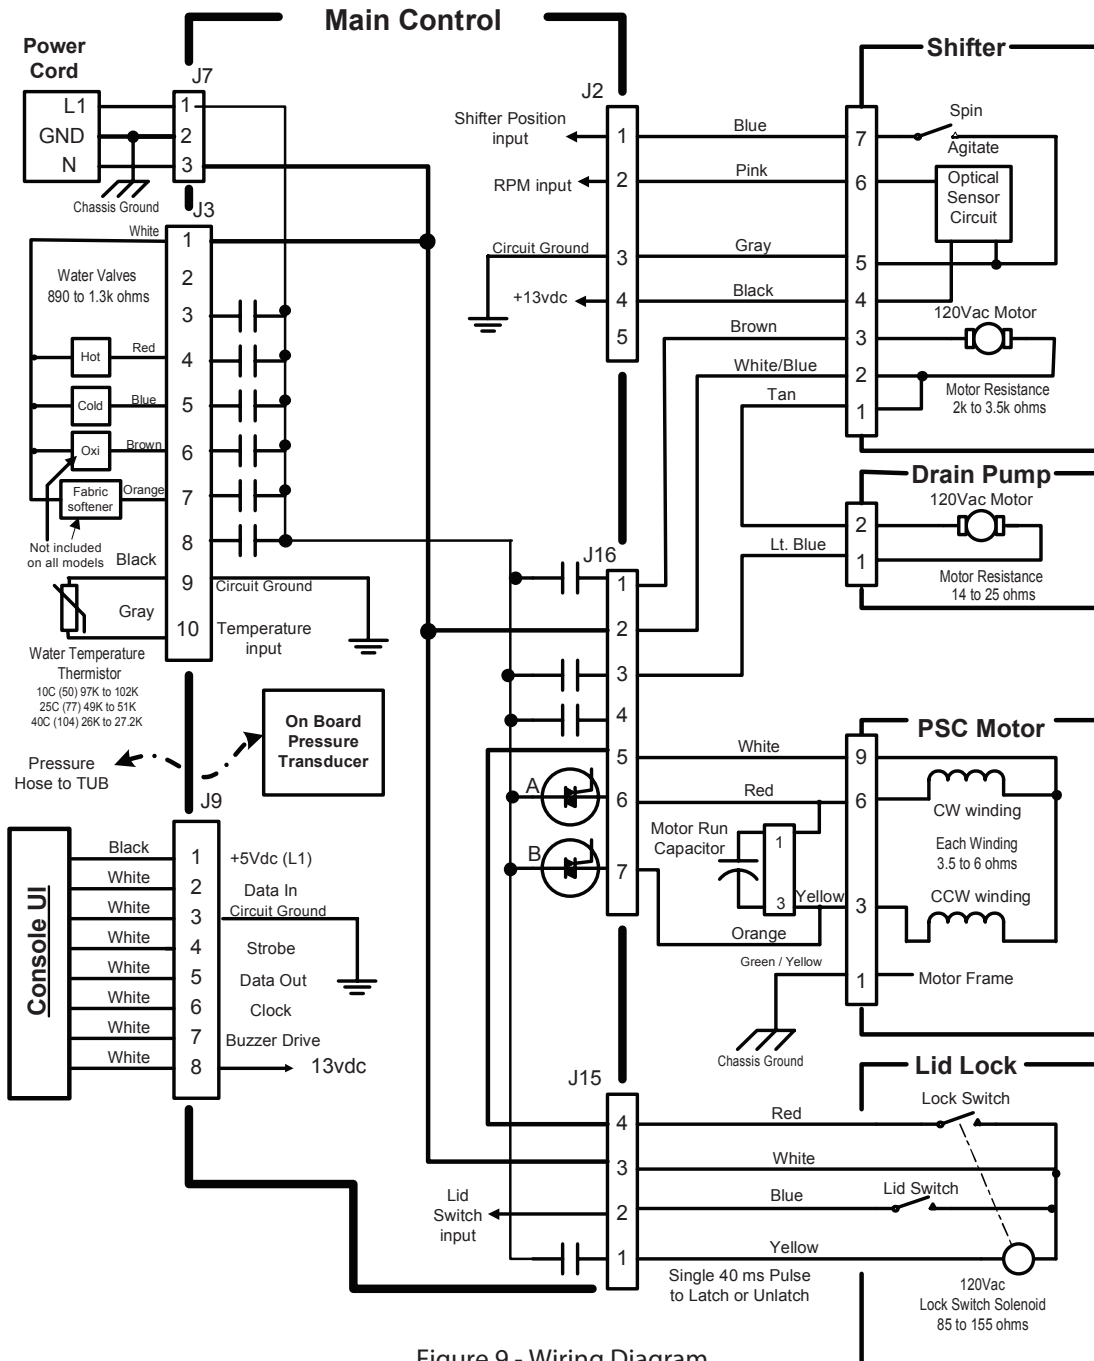 Main Control
Power
Cord
L1
GND
N
J7
1
2
3
Chassis Ground
J3
White
1
2
3
4
5
6
7
8
9
10
Water Valves
890 to 1.3k ohms
Hot
Red
Cold
Blue
Oxi
Brown
Fabric
softener
Orange
Not included
on all models
Black
Gray
Circuit Ground
Temperature
input
Water Temperature
Thermistor
10C (50) 97K to 102K
25C (77) 49K to 51K
40C (104) 26K to 27.2K
Pressure
Hose to TUB
On Board
Pressure
Transducer
J9
Console UI
Black
White
White
White
White
White
White
White
1
2
3
4
5
6
7
8
+5Vdc (L1)
Data In
Circuit Ground
Strobe
Data Out
Clock
Buzzer Drive
13vdc
J2
Shifter Position
input
RPM input
Circuit Ground
+13vdc
1
2
3
4
5
Blue
Pink
Gray
Black
Brown
White/Blue
Tan
Shifter
7
6
5
4
3
2
1
Spin
Agitate
Optical
Sensor
Circuit
120Vac Motor
Motor Resistance
2k to 3.5k ohms
Drain Pump
120Vac Motor
2
1
Lt. Blue
Motor Resistance
14 to 25 ohms
J16
1
2
3
4
5
6
7
A
B
White
Red
Motor Run
Capacitor
1
3
Yellow
Orange
Green / Yellow
Chassis Ground
PSC Motor
9
6
3
1
CW winding
Each Winding
3.5 to 6 ohms
CCW winding
Motor Frame
J15
4
3
2
1
Lid
Switch
input
Red
White
Blue
Yellow
Single 40 ms Pulse
to Latch or Unlatch
Lid Lock
Lock Switch
Lid Switch
120Vac
Lock Switch Solenoid
85 to 155 ohms
Figure 9 - Wiring Diagram